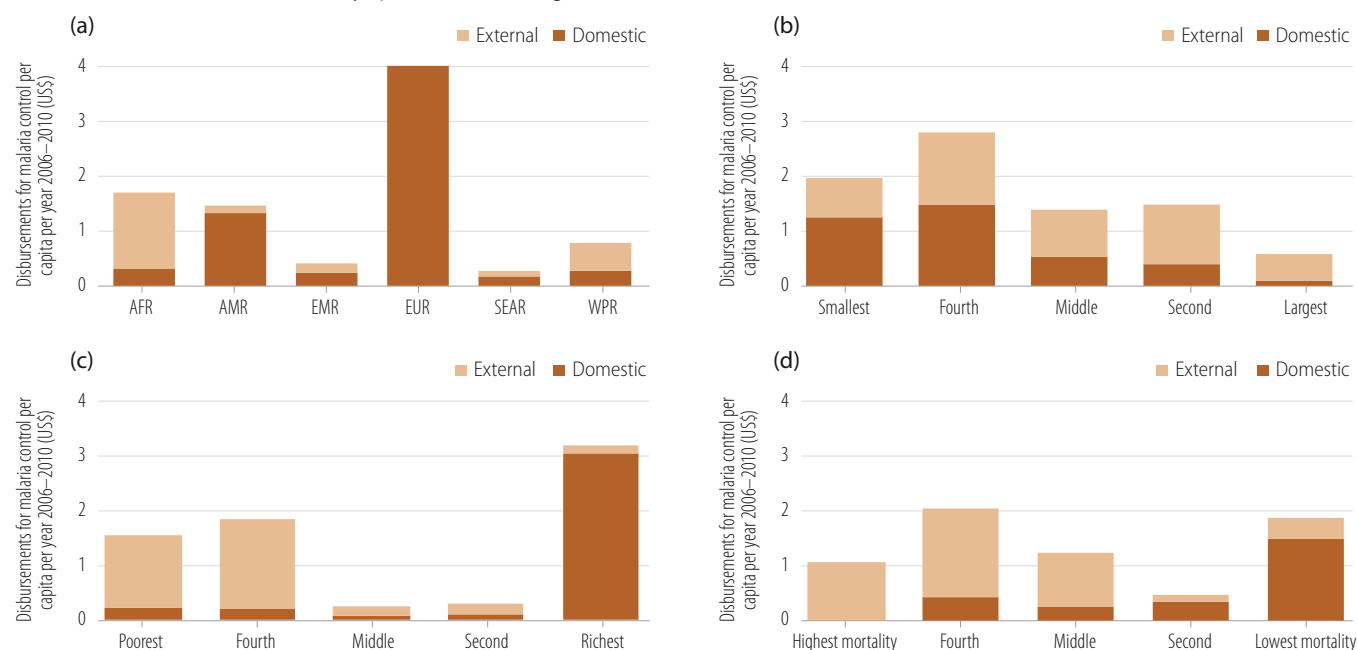 (a)
External Domestic
Disbursements for malaria control per
capita per year 2006–2010 (US$)
4
3
2
1
0
AFR AMR EMR EUR SEAR WPR
(b)
External Domestic
Disbursements for malaria control per
capita per year 2006–2010 (US$)
4
3
2
1
0
Smallest Fourth Middle Second Largest
(c)
External Domestic
Disbursements for malaria control per
capita per year 2006–2010 (US$)
4
3
2
1
0
Poorest Fourth Middle Second Richest
(d)
External Domestic
Disbursements for malaria control per
capita per year 2006–2010 (US$)
4
3
2
1
0
Highest mortality Fourth Middle Second Lowest mortality